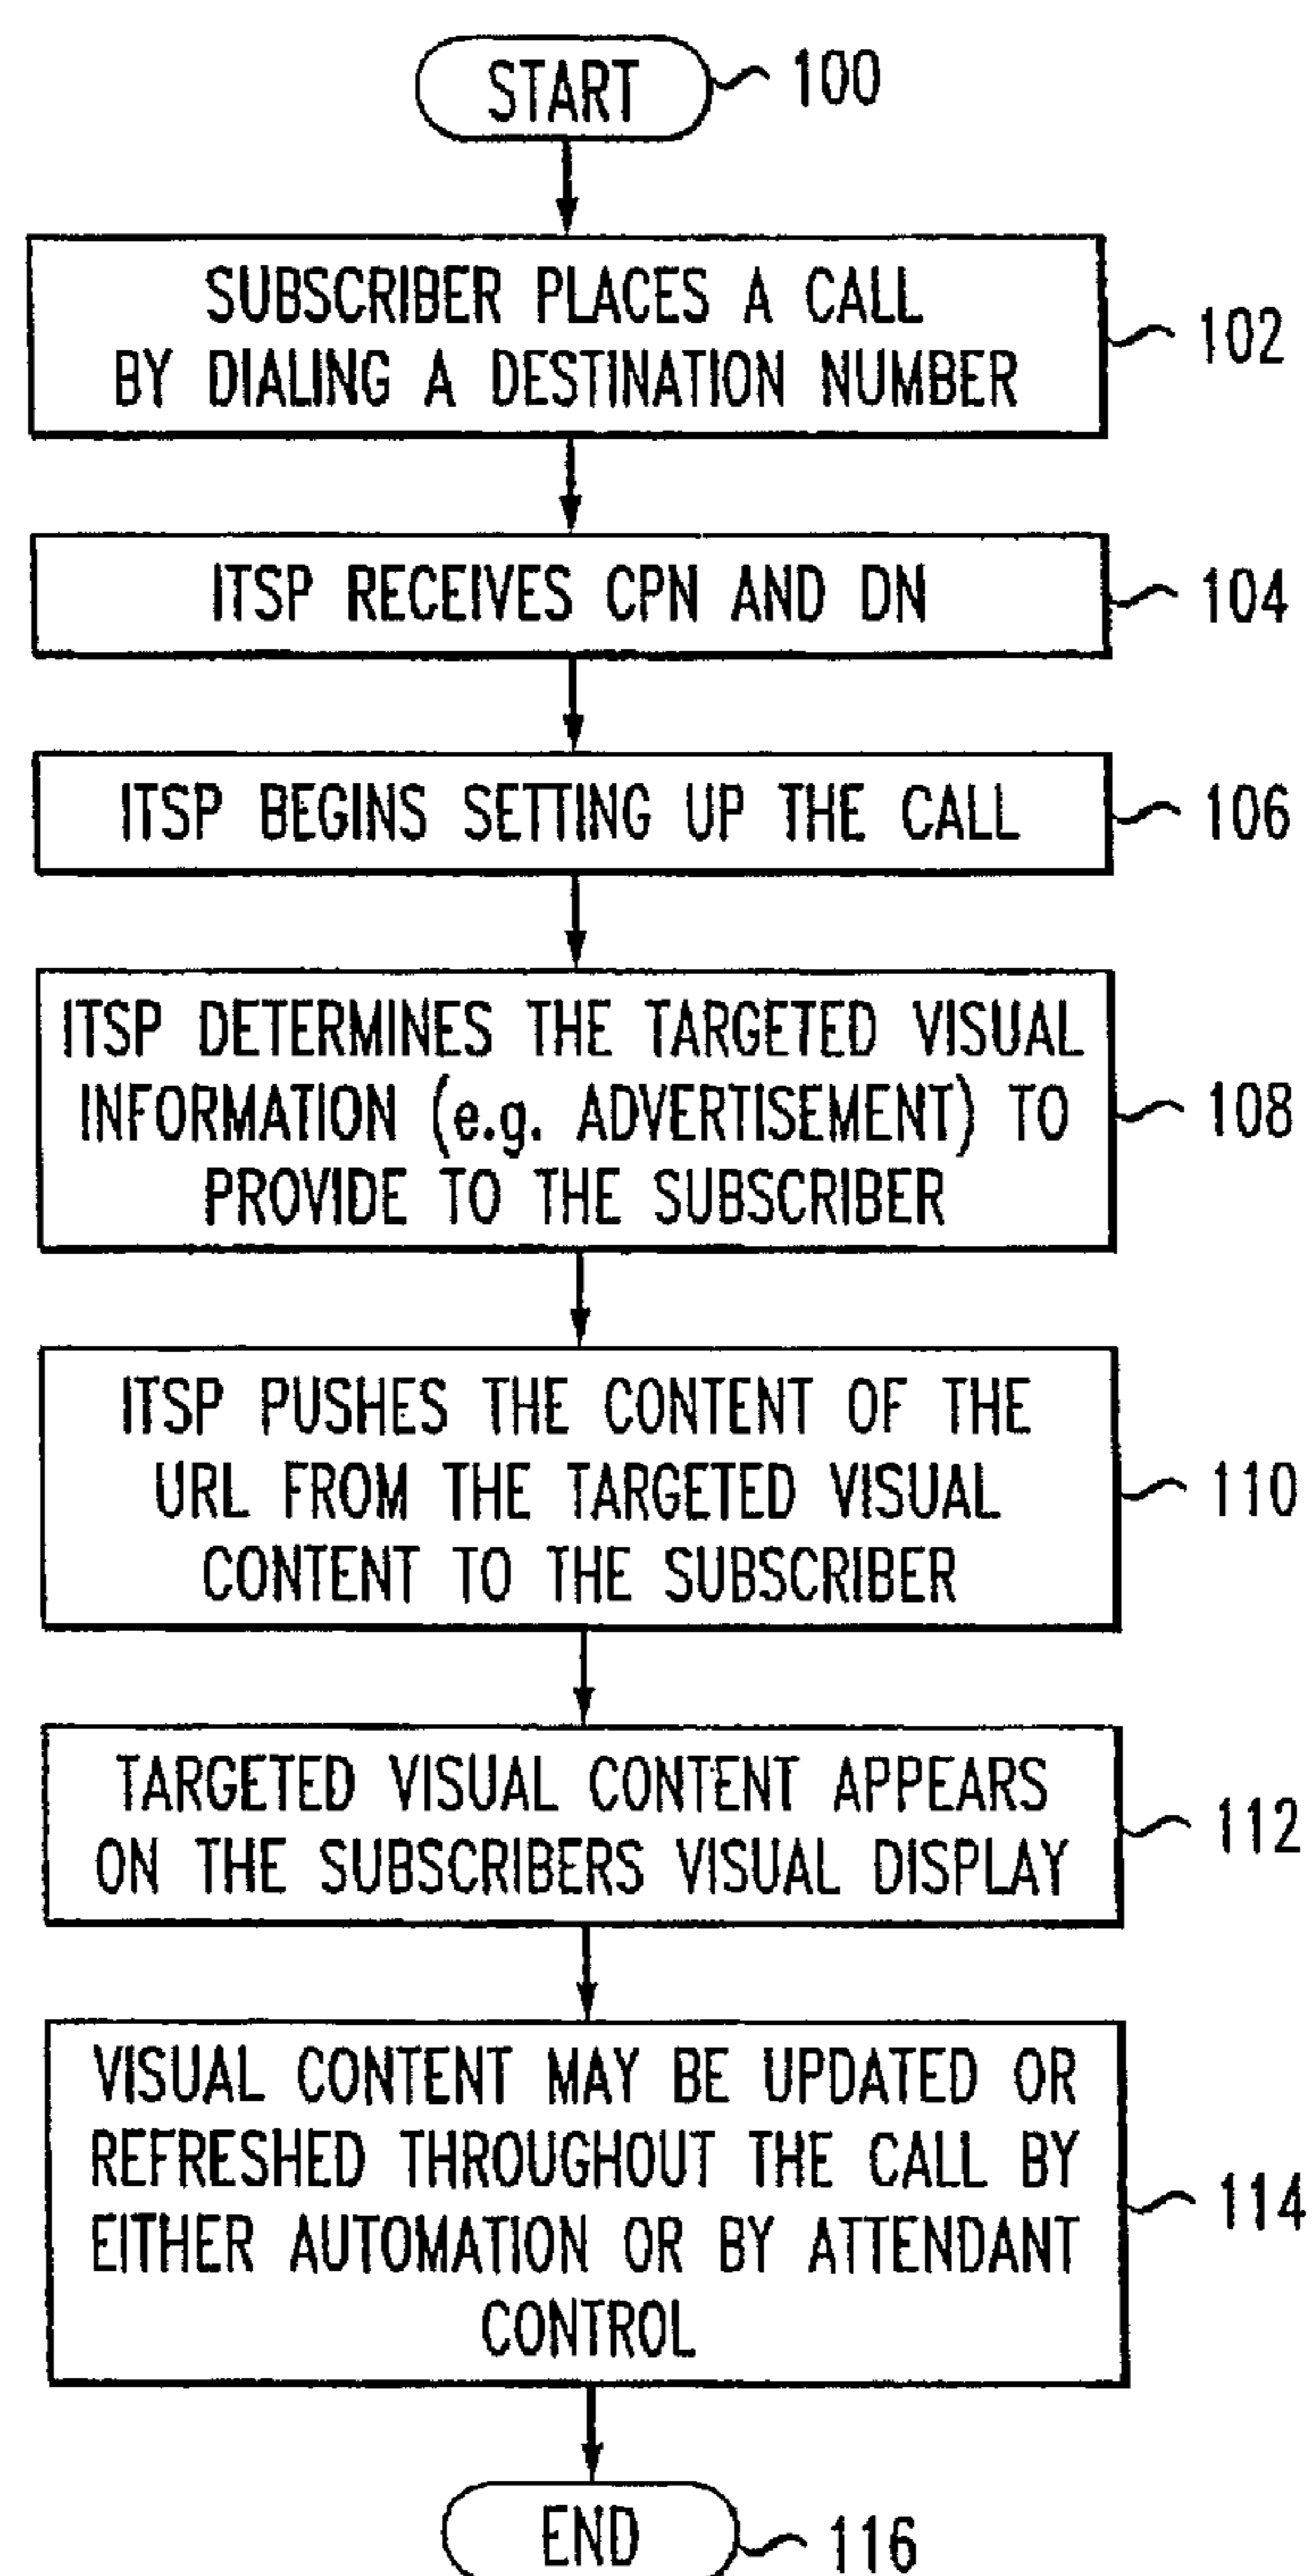 START 100
SUBSCRIBER PLACES A CALL
BY DIALING A DESTINATION NUMBER
102
ITSP RECEIVES CPN AND DN 104
ITSP BEGINS SETTING UP THE CALL 106
ITSP DETERMINES THE TARGETED VISUAL
INFORMATION (e.g. ADVERTISEMENT) TO
PROVIDE TO THE SUBSCRIBER
108
ITSP PUSHES THE CONTENT OF THE
URL FROM THE TARGETED VISUAL
CONTENT TO THE SUBSCRIBER
110
TARGETED VISUAL CONTENT APPEARS
ON THE SUBSCRIBERS VISUAL DISPLAY
112
VISUAL CONTENT MAY BE UPDATED OR
REFRESHED THROUGHOUT THE CALL BY
EITHER AUTOMATION OR BY ATTENDANT
CONTROL
114
END 116